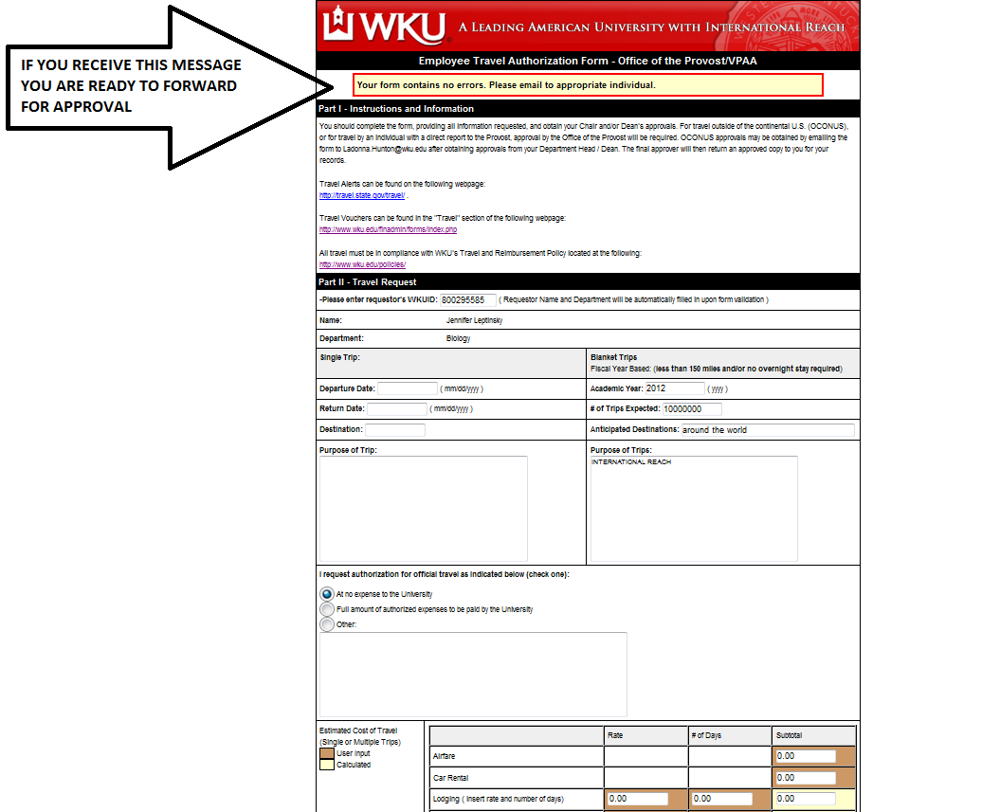 IF YOU RECEIVE THIS MESSAGE
YOU ARE READY TO FORWARD
FOR APPROVAL
WKU A LEADING AMERICAN UNIVERSITY WITH INTERNATIONAL REACH
Employee Travel Authorization Form - Office of the Provost/VPAA
Your form contains no errors. Please email to appropriate individual.
Part I - Instructions and Information
You should complete the form, providing all information requested, and obtain your Chair and/or Dean's approvals. For travel outside of the continental U.S. (OCONUS),
or for travel by an individual with a direct report to the Provost, approval by the Office of the Provost will be required. OCONUS approvals may be obtained by emailing the
form to Ladonna.Hunton@wku.edu after obtaining approvals from your Department Head / Dean. The final approver will then return an approved copy to you for your
records.
Travel Alerts can be found on the following webpage:
http://travel.state.gov/travel/ .
Travel Vouchers can be found in the "Travel" section of the following webpage:
http://www.wku.edu/finadmin/forms/index.php
All travel must be in compliance with WKU's Travel and Reimbursement Policy located at the following:
http://www.wku.edu/policies/
Part II - Travel Request
-Please enter requestor's WKUID: 800295585 ( Requestor Name and Department will be automatically filled in upon form validation )
Name: Jennifer Leptinsky
Department: Biology
Single Trip: Blanket Trips
Fiscal Year Based: (less than 150 miles and/or no overnight stay required)
Departure Date: ( mm/dd/yyyy ) Academic Year: 2012 ( yyyy )
Return Date: ( mm/dd/yyyy ) # of Trips Expected: 10000000
Destination: Anticipated Destinations: around the world
Purpose of Trip: Purpose of Trips:
INTERNATIONAL REACH
I request authorization for official travel as indicated below (check one):
At no expense to the University
Full amount of authorized expenses to be paid by the University
Other:
Estimated Cost of Travel
(Single or Multiple Trips)
User Input
Calculated
Rate # of Days Subtotal
Airfare 0.00
Car Rental 0.00
Lodging ( Insert rate and number of days) 0.00 0.00 0.00